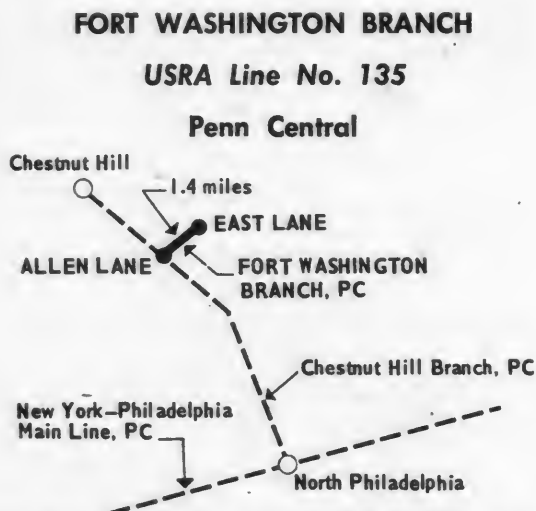 FORT WASHINGTON BRANCH
USRA Line No. 135
Penn Central
Chestnut Hill
1.4 miles
EAST LANE
ALLEN LANE
FORT WASHINGTON
BRANCH, PC
Chestnut Hill Branch, PC
New York–Philadelphia
Main Line, PC
North Philadelphia